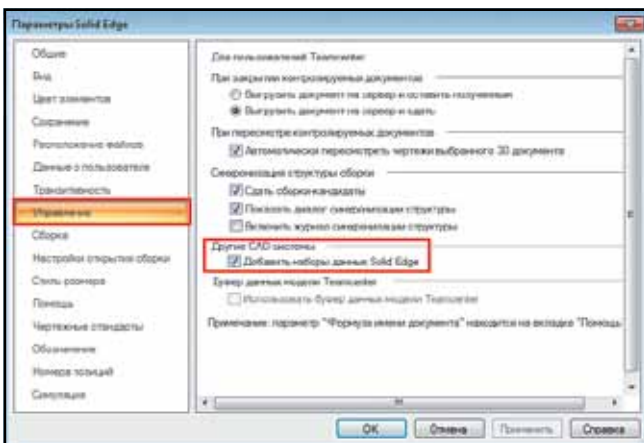 Параметры Solid Edge
Общие
Вид
Цвет элементов
Сохранение
Расположение файлов
Данные о пользователе
Транзитивность
Управление
Сборка
Настройки открытия сборки
Стиль размера
Помощь
Чертежные стандарты
Обозначение
Номера позиций
Симуляция
Для пользователей Teamcenter
При закрытии контролируемых документов
Выгрузить документ на сервер и оставить полученным
Выгрузить документ на сервер и сдать
При пересмотре контролируемых документов
Автоматически пересмотреть чертежи выбранного 3D документа
Синхронизация структуры сборки
Сдать сборки-кандидаты
Показать диалог синхронизации структуры
Включить журнал синхронизации структуры
Другие CAD системы
Добавить наборы данных Solid Edge
Буфер данных модели Teamcenter
Использовать буфер данных модели Teamcenter
Примечание: параметр "Формула имени документа" находится на вкладке "Помощь
OK
Отмена
Применить
Справка